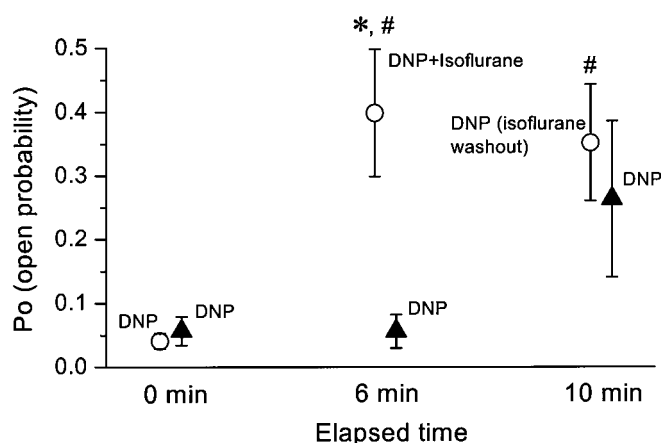 *, #
0.5
DNP+Isoflurane
#
0.4
DNP (isoflurane
washout)
0.3
DNP
0.2
0.1
DNP
DNP
DNP
0.0
0 min
6 min
10 min
Elapsed time
Po (open probability)